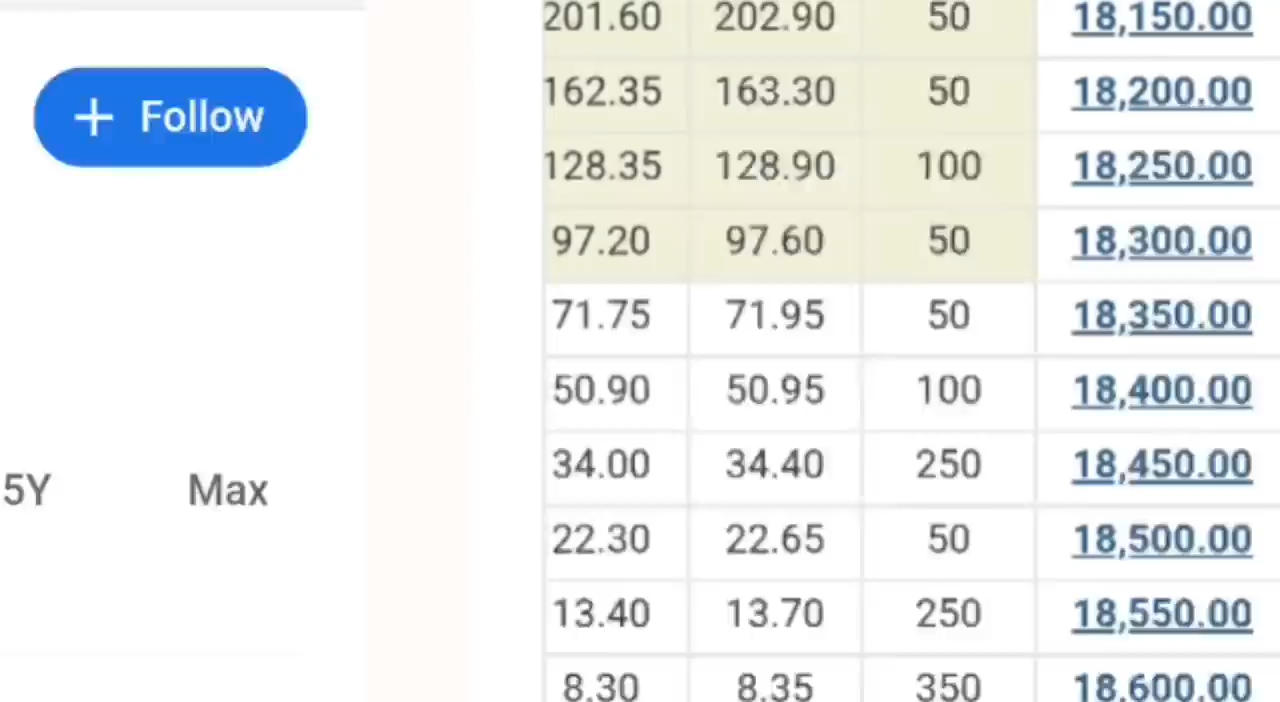 + Follow
5Y Max
201.60 202.90 50 18,150.00
162.35 163.30 50 18,200.00
128.35 128.90 100 18,250.00
97.20 97.60 50 18,300.00
71.75 71.95 50 18,350.00
50.90 50.95 100 18,400.00
34.00 34.40 250 18,450.00
22.30 22.65 50 18,500.00
13.40 13.70 250 18,550.00
8.30 8.35 350 18,600.00